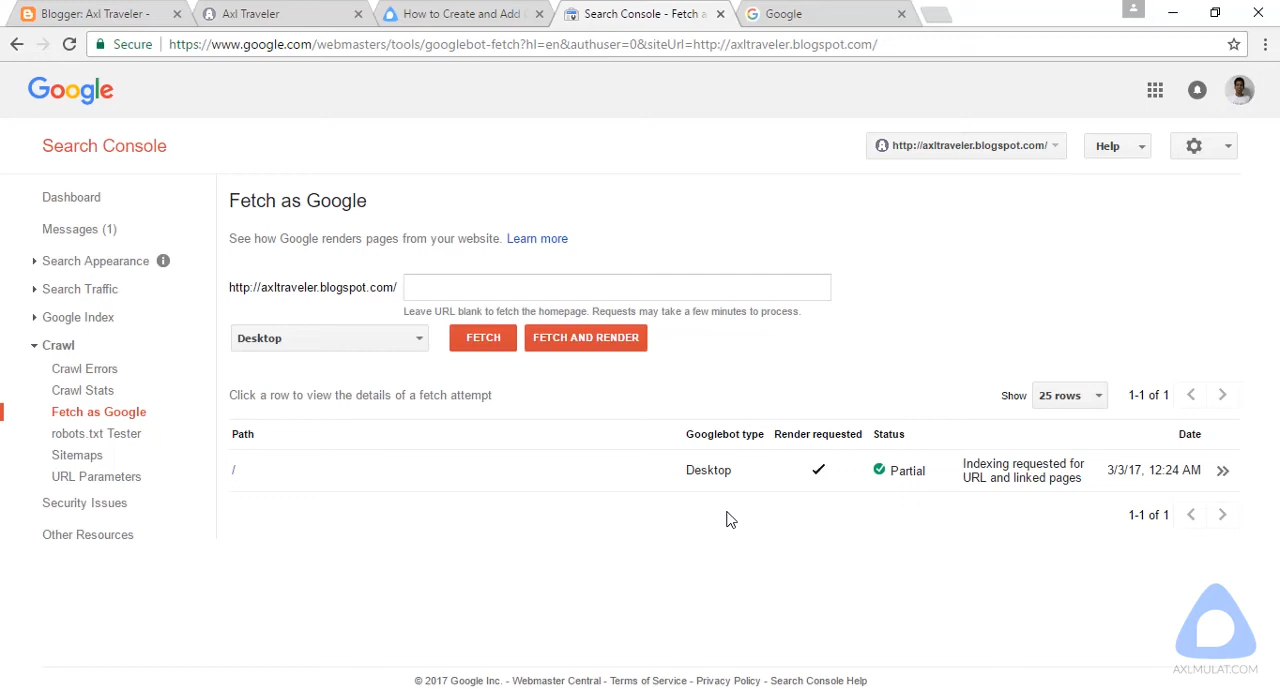 Blogger: Axl Traveler -
Axl Traveler
How to Create and Add
Search Console - Fetch a
Google
Secure
https://www.google.com/webmasters/tools/googlebot-fetch?hl=en&authuser=0&siteUrl=http://axltraveler.blogspot.com/
Google
Search Console
http://axltraveler.blogspot.com/
Help
Dashboard
Messages (1)
Search Appearance
Search Traffic
Google Index
Crawl
Crawl Errors
Crawl Stats
Fetch as Google
robots.txt Tester
Sitemaps
URL Parameters
Security Issues
Other Resources
Fetch as Google
See how Google renders pages from your website. Learn more
http://axltraveler.blogspot.com/
Leave URL blank to fetch the homepage. Requests may take a few minutes to process.
Desktop
FETCH
FETCH AND RENDER
Click a row to view the details of a fetch attempt
Show
25 rows
1-1 of 1
Path
Googlebot type
Render requested
Status
Date
/
Desktop
Partial
Indexing requested for
URL and linked pages
3/3/17, 12:24 AM
1-1 of 1
AXLMULAT.COM
© 2017 Google Inc. - Webmaster Central - Terms of Service - Privacy Policy - Search Console Help